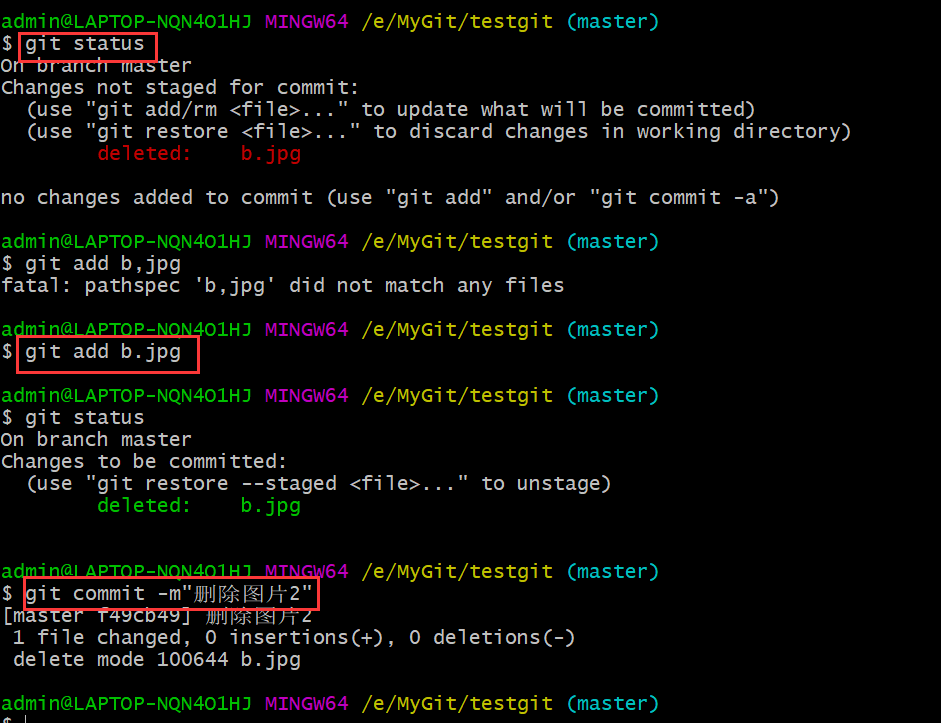 admin@LAPTOP-NQN4O1HJ MINGW64 /e/MyGit/testgit (master)
$ git status
On branch master
Changes not staged for commit:
  (use "git add/rm <file>..." to update what will be committed)
  (use "git restore <file>..." to discard changes in working directory)
        deleted:    b.jpg
no changes added to commit (use "git add" and/or "git commit -a")
admin@LAPTOP-NQN4O1HJ MINGW64 /e/MyGit/testgit (master)
$ git add b,jpg
fatal: pathspec 'b,jpg' did not match any files
admin@LAPTOP-NQN4O1HJ MINGW64 /e/MyGit/testgit (master)
$ git add b.jpg
admin@LAPTOP-NQN4O1HJ MINGW64 /e/MyGit/testgit (master)
$ git status
On branch master
Changes to be committed:
  (use "git restore --staged <file>..." to unstage)
        deleted:    b.jpg
admin@LAPTOP-NQN4O1HJ MINGW64 /e/MyGit/testgit (master)
$ git commit -m"删除图片2"
[master f49cb49] 删除图片2
 1 file changed, 0 insertions(+), 0 deletions(-)
 delete mode 100644 b.jpg
admin@LAPTOP-NQN4O1HJ MINGW64 /e/MyGit/testgit (master)
$